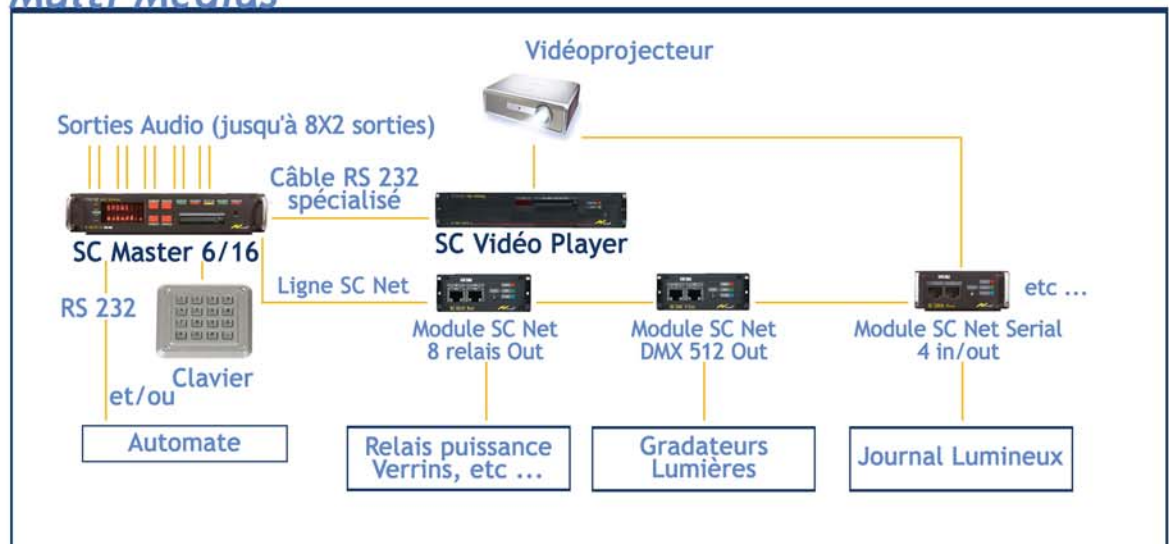 Multi Médias
Vidéoprojecteur
Sorties Audio (jusqu'à 8X2 sorties)
Câble RS 232
spécialisé
SC Master 6/16
SC Vidéo Player
RS 232
Ligne SC Net
etc ...
Module SC Net
8 relais Out
Module SC Net
DMX 512 Out
Module SC Net Serial
4 in/out
Clavier
et/ou
Automate
Relais puissance
Verrins, etc ...
Gradateurs
Lumières
Journal Lumineux